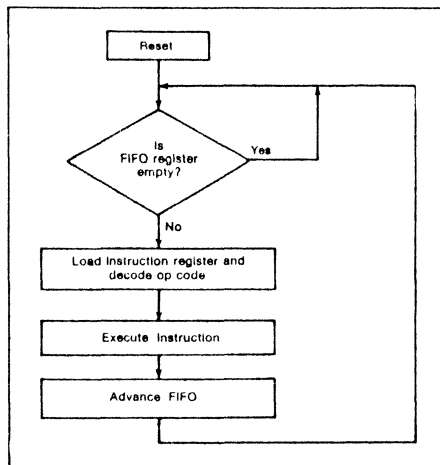 Reset
Is
FIFO register
empty?
Yes
No
Load Instruction register and
decode op code
Execute Instruction
Advance FIFO